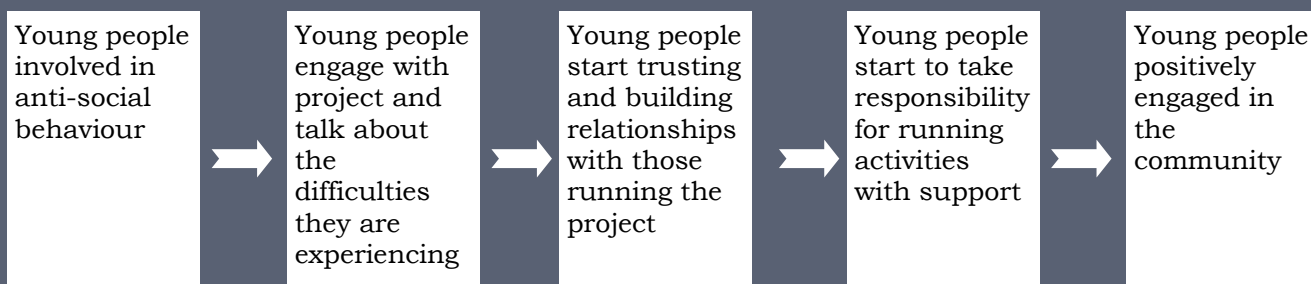 Young people
involved in
anti-social
behaviour
Young people
engage with
project and
talk about
the
difficulties
they are
experiencing
Young people
start trusting
and building
relationships
with those
running the
project
Young people
start to take
responsibility
for running
activities
with support
Young people
positively
engaged in
the
community